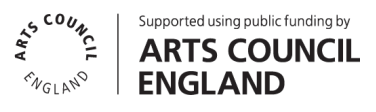 ARTS COUNCIL
ENGLAND
Supported using public funding by
ARTS COUNCIL
ENGLAND